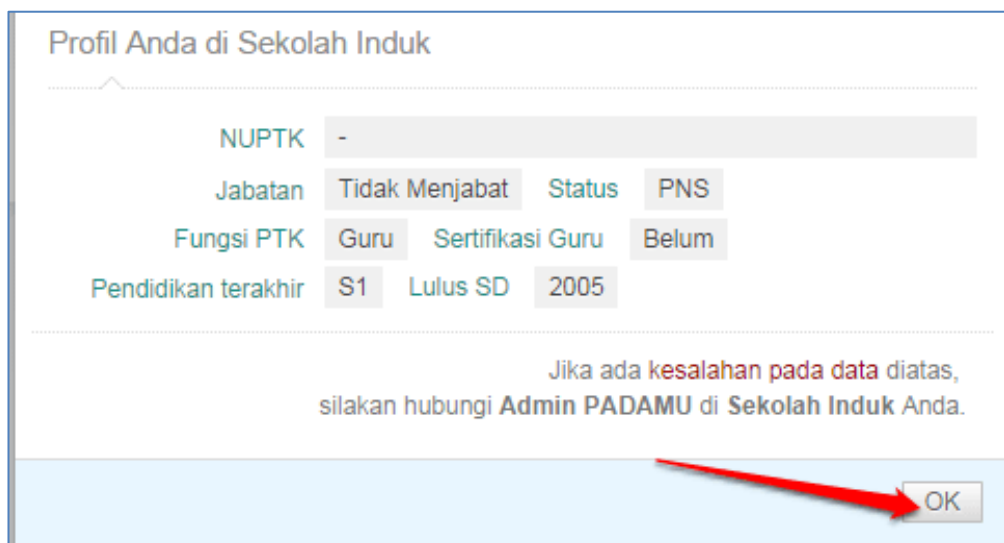 Profil Anda di Sekolah Induk
NUPTK -
Jabatan Tidak Menjabat Status PNS
Fungsi PTK Guru Sertifikasi Guru Belum
Pendidikan terakhir S1 Lulus SD 2005
Jika ada kesalahan pada data diatas,
silakan hubungi Admin PADAMU di Sekolah Induk Anda.
OK